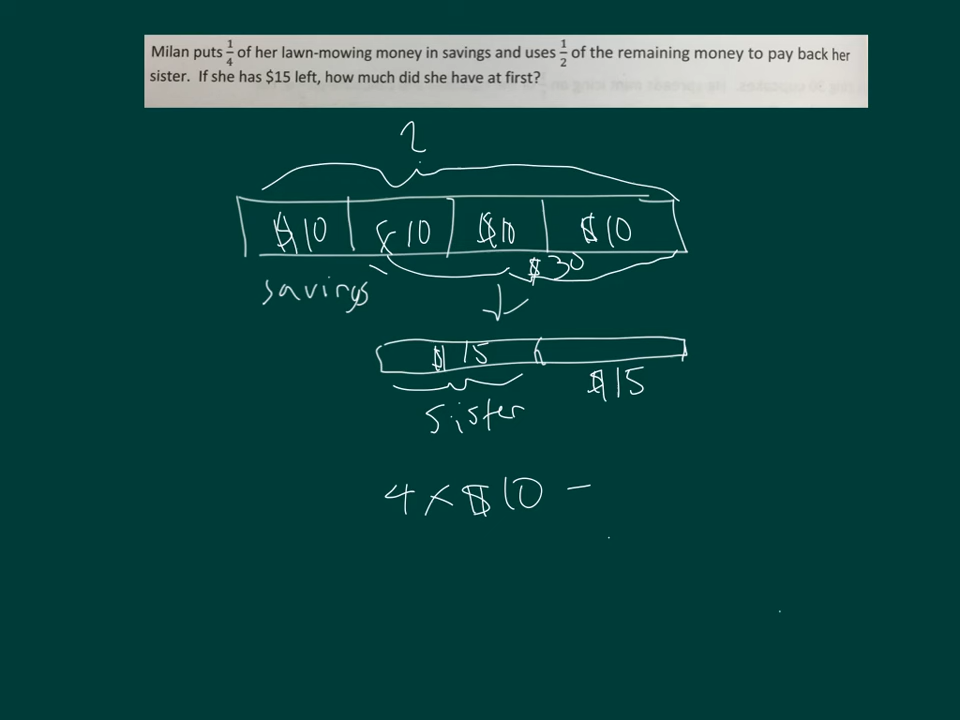 Milan puts 1/4 of her lawn-mowing money in savings and uses 1/2 of the remaining money to pay back her
sister. If she has $15 left, how much did she have at first?
?
$10 $10 $10 $10
$30
savings
$15
$15
sister
4 x $10 =